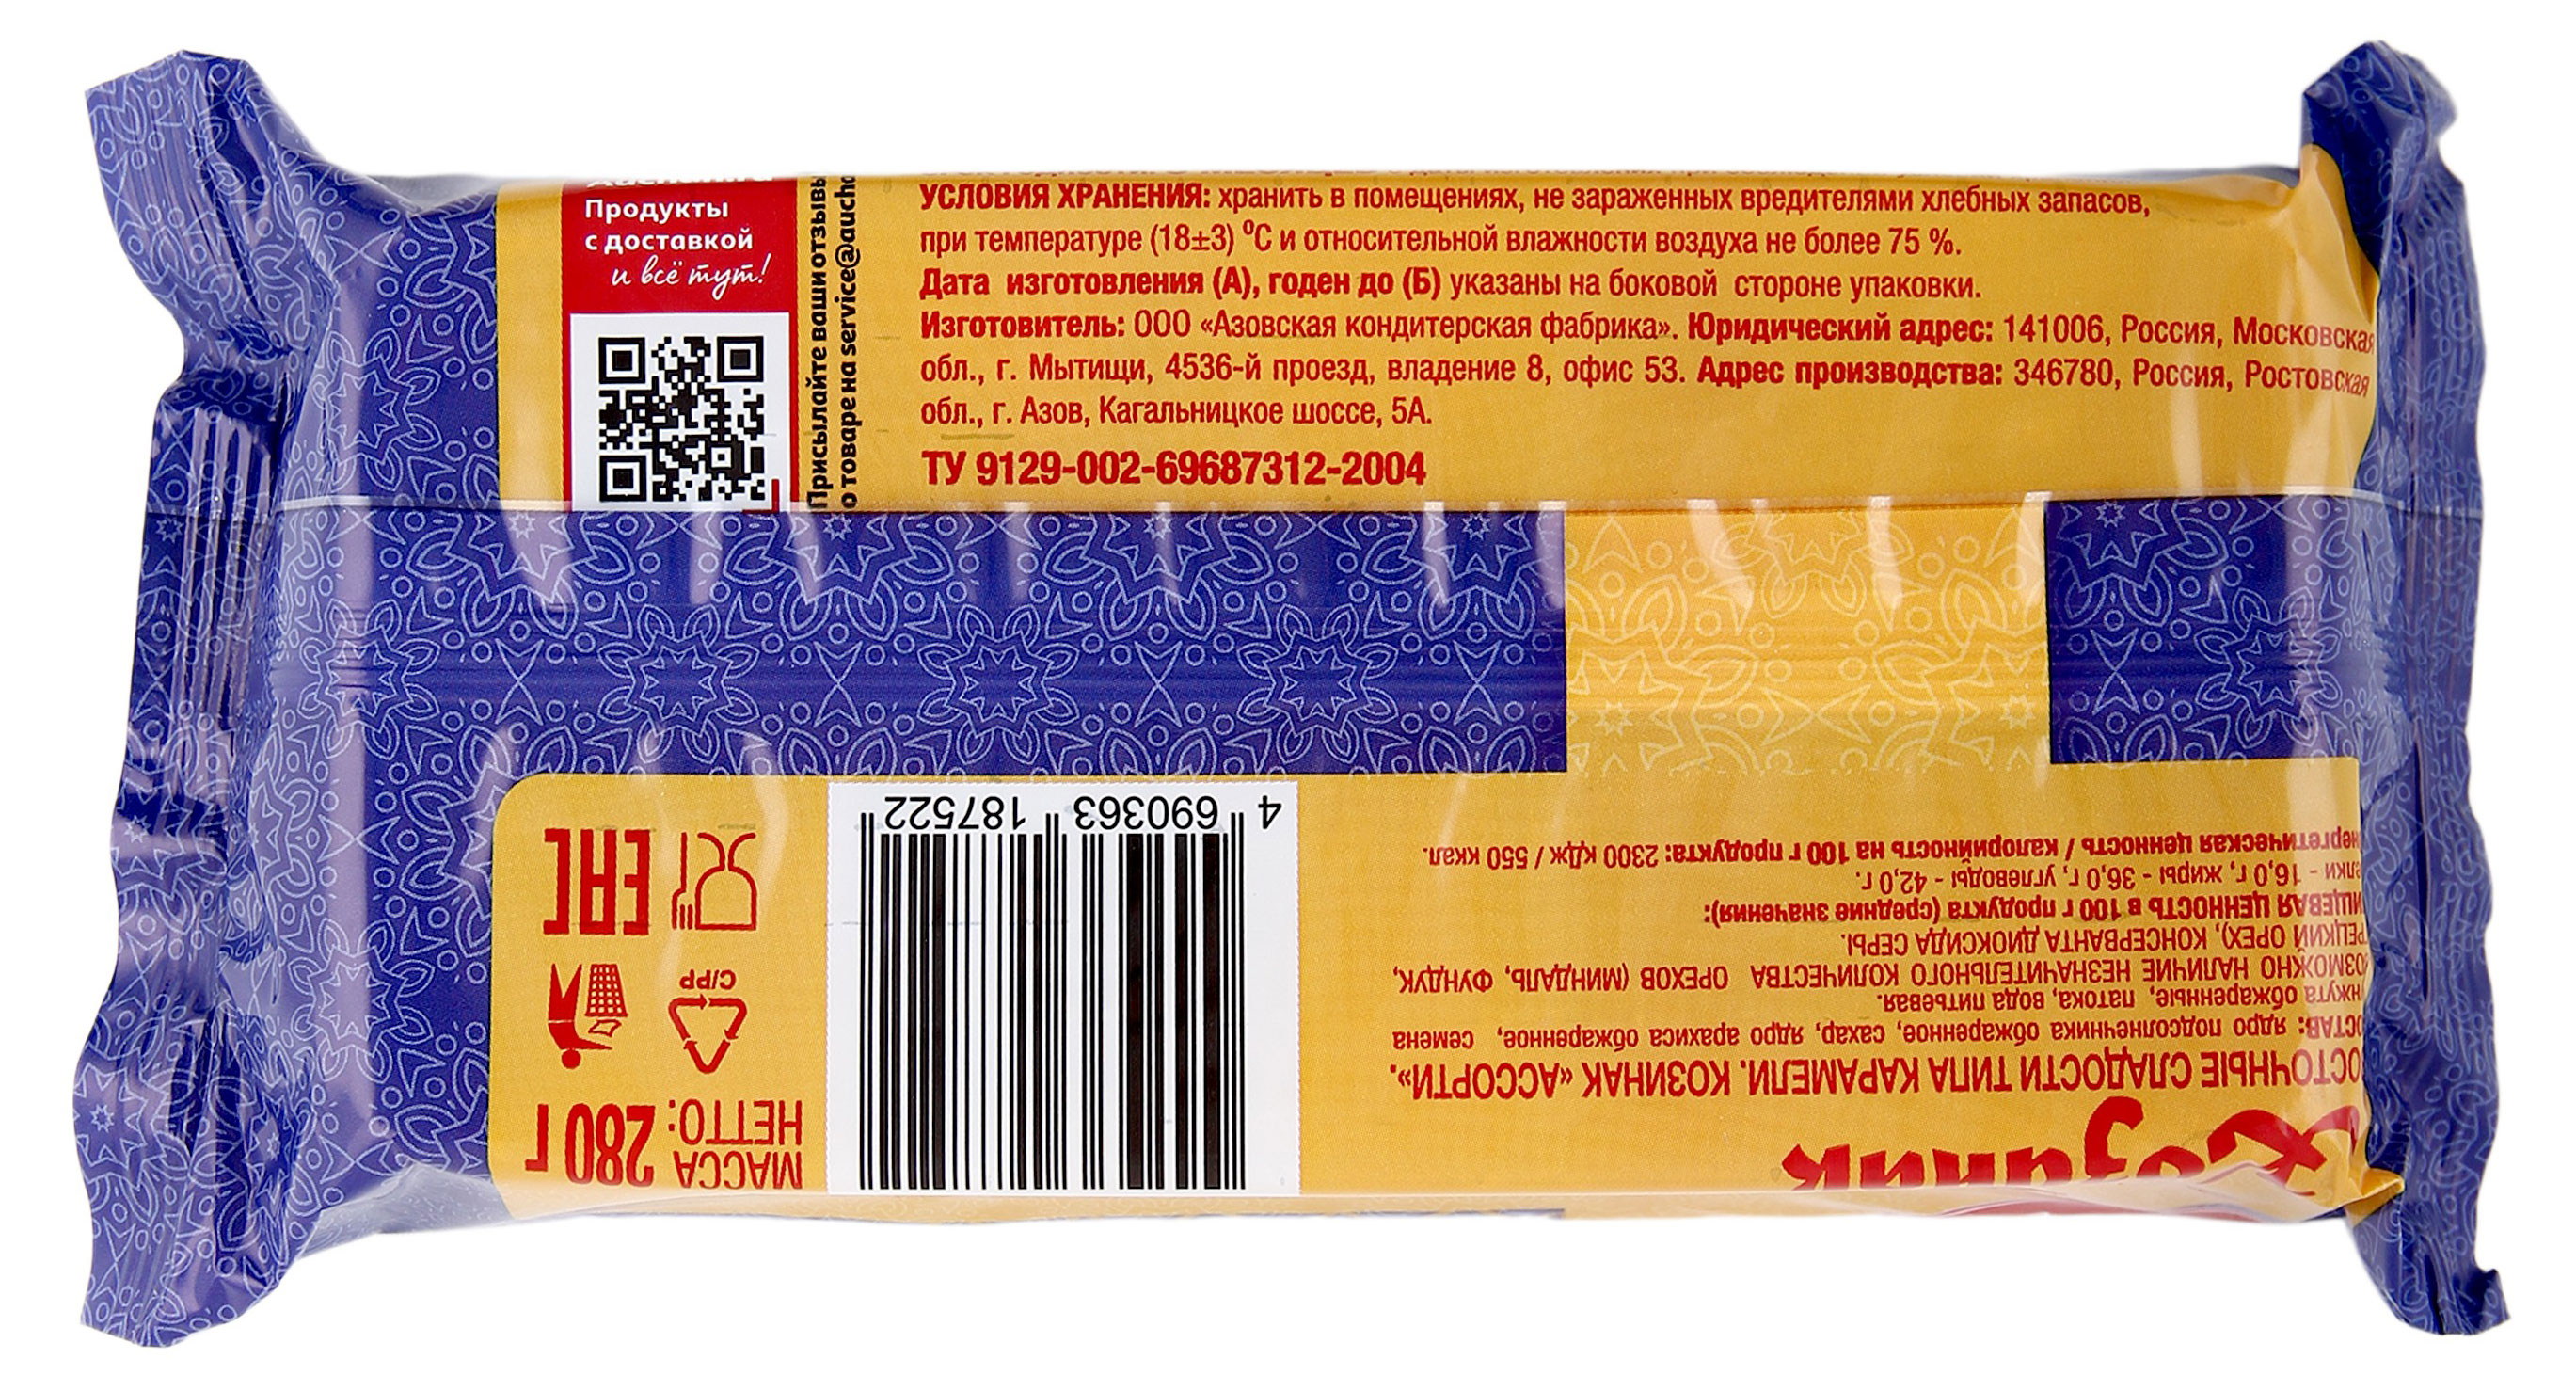 Продукты
с доставкой
и всё тут!
Присылайте ваши отзывы
о товаре на
УСЛОВИЯ ХРАНЕНИЯ: хранить в помещениях, не зараженных вредителями хлебных запасов,
при температуре (18±3) °С и относительной влажности воздуха не более 75 %.
Дата изготовления (А), годен до (Б) указаны на боковой стороне упаковки.
Изготовитель: ООО «Азовская кондитерская фабрика». Юридический адрес: 141006, Россия, Московская
обл., г. Мытищи, 4536-й проезд, владение 8, офис 53. Адрес производства: 346780, Россия, Ростовская
обл., г. Азов, Кагальницкое шоссе, 5А.
ТУ 9129-002-69687312-2004
Козинак
ВОСТОЧНЫЕ СЛАДОСТИ ТИПА КАРАМЕЛИ. КОЗИНАК «АССОРТИ».
СОСТАВ: ядро подсолнечника обжаренное, сахар, ядро арахиса обжаренное, семена
кунжута обжаренные, патока, вода питьевая.
ВОЗМОЖНО НАЛИЧИЕ НЕЗНАЧИТЕЛЬНОГО КОЛИЧЕСТВА ОРЕХОВ (МИНДАЛЬ, ФУНДУК,
ГРЕЦКИЙ ОРЕХ), КОНСЕРВАНТА ДИОКСИДА СЕРЫ.
ПИЩЕВАЯ ЦЕННОСТЬ в 100 г продукта (средние значения):
белки - 16,0 г, жиры - 36,0 г, углеводы - 42,0 г.
Энергетическая ценность / калорийность на 100 г продукта: 2300 кДж / 550 ккал.
4 690363 187522
МАССА
НЕТТО: 280 г
C/PP
EAC